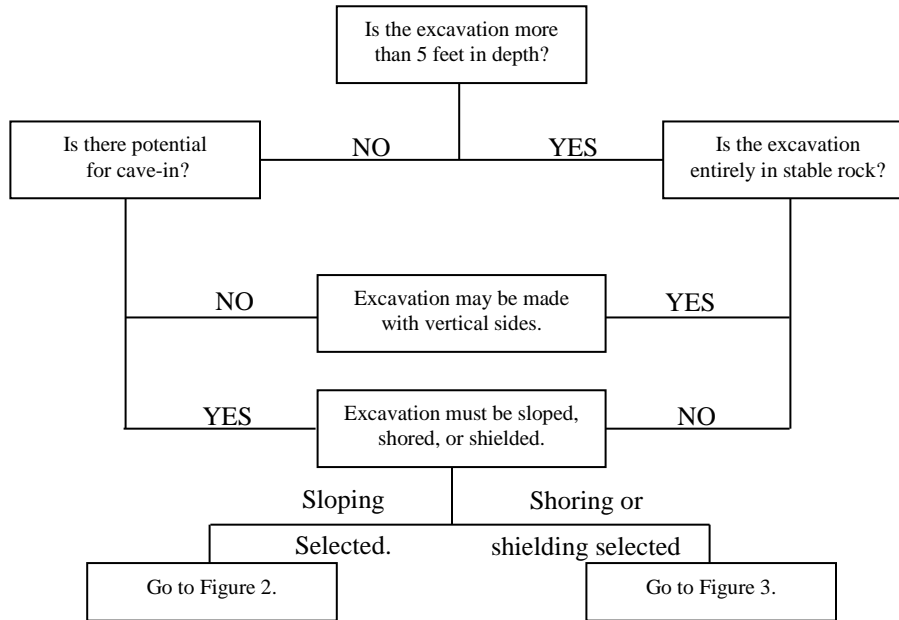 Is the excavation more
than 5 feet in depth?
Is there potential
for cave-in?
NO
YES
Is the excavation
entirely in stable rock?
NO
Excavation may be made
with vertical sides.
YES
YES
Excavation must be sloped,
shored, or shielded.
NO
Sloping
Selected.
Shoring or
shielding selected
Go to Figure 2.
Go to Figure 3.